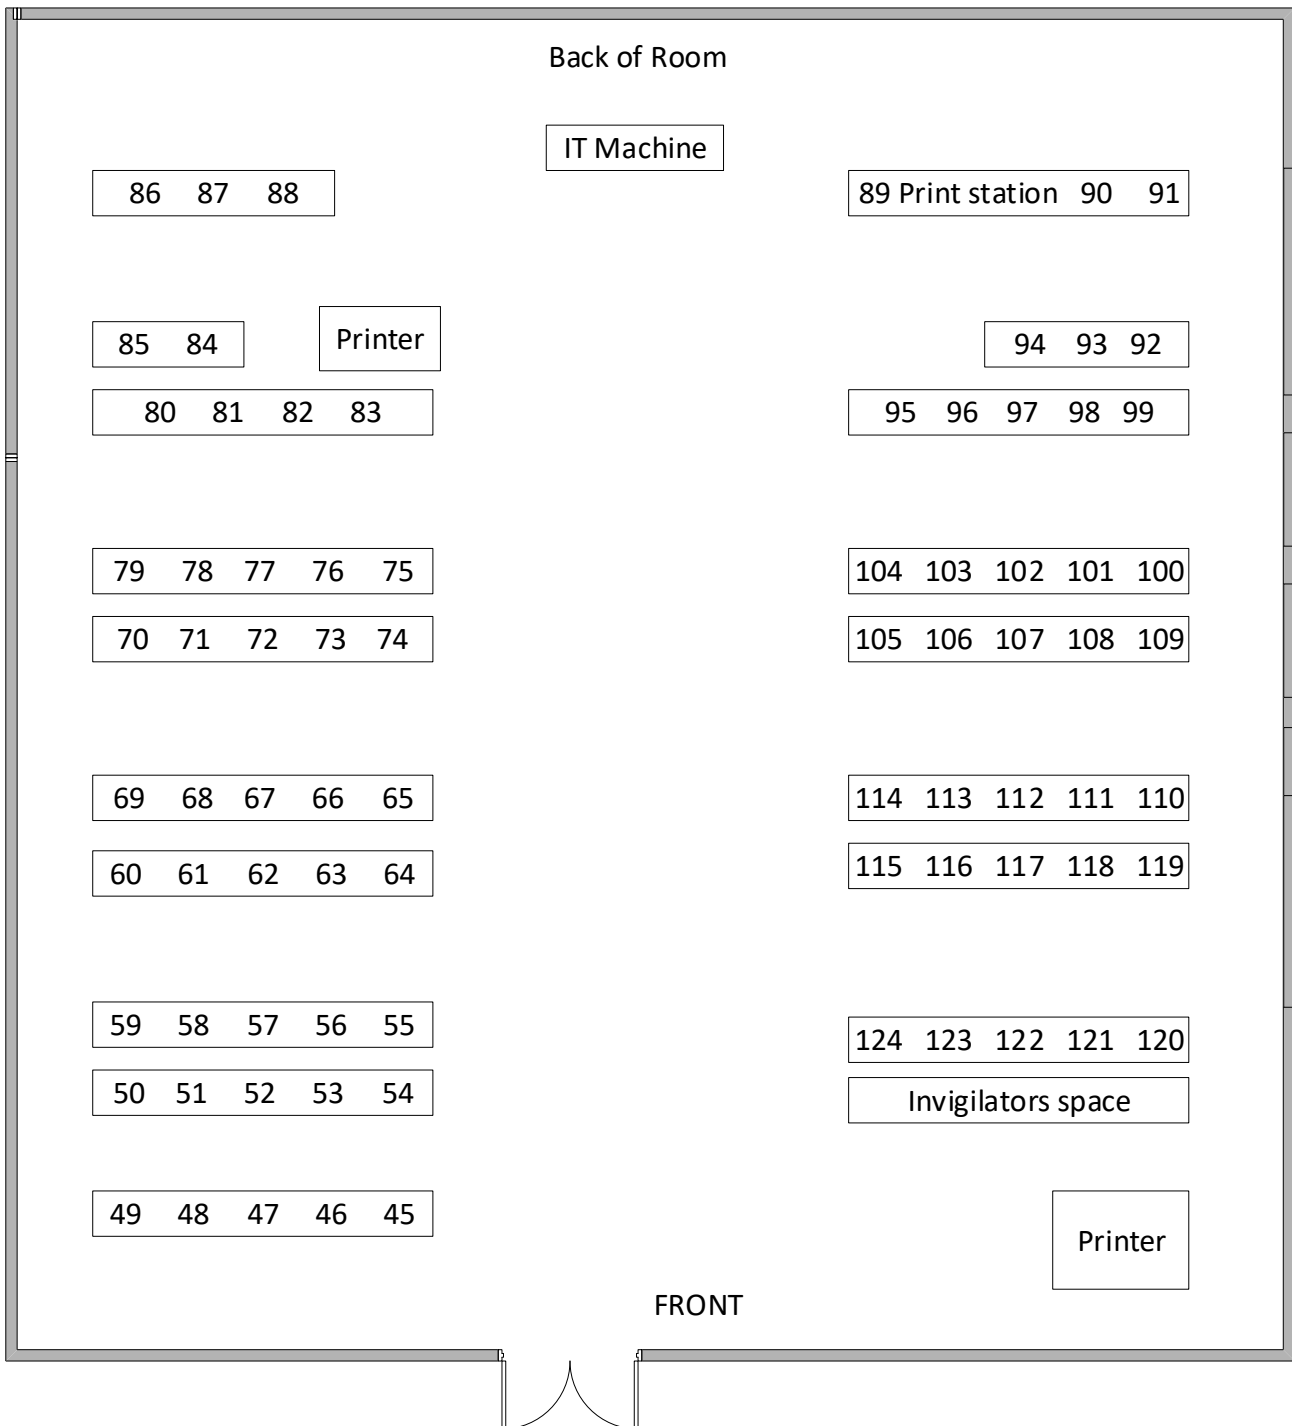 Back of Room
IT Machine
86 87 88
89 Print station 90 91
85 84
Printer
94 93 92
80 81 82 83
95 96 97 98 99
79 78 77 76 75
104 103 102 101 100
70 71 72 73 74
105 106 107 108 109
69 68 67 66 65
114 113 112 111 110
60 61 62 63 64
115 116 117 118 119
59 58 57 56 55
124 123 122 121 120
50 51 52 53 54
Invigilators space
49 48 47 46 45
Printer
FRONT